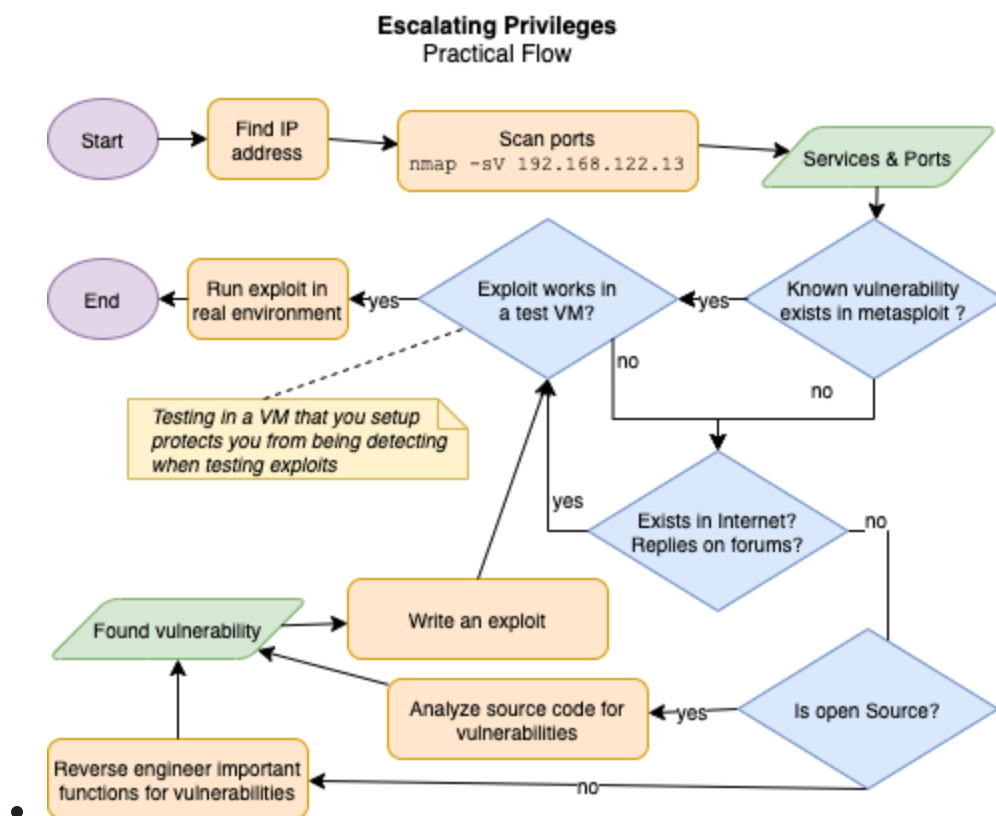 Escalating Privileges
Practical Flow
Start
Find IP
address
Scan ports
nmap -sV 192.168.122.13
Services & Ports
End
Run exploit in
real environment
yes
Exploit works in
a test VM?
yes
Known vulnerability
exists in metasploit ?
no
no
Testing in a VM that you setup
protects you from being detecting
when testing exploits
yes
Exists in Internet?
Replies on forums?
no
Found vulnerability
Write an exploit
Analyze source code for
vulnerabilities
yes
Is open Source?
Reverse engineer important
functions for vulnerabilities
no